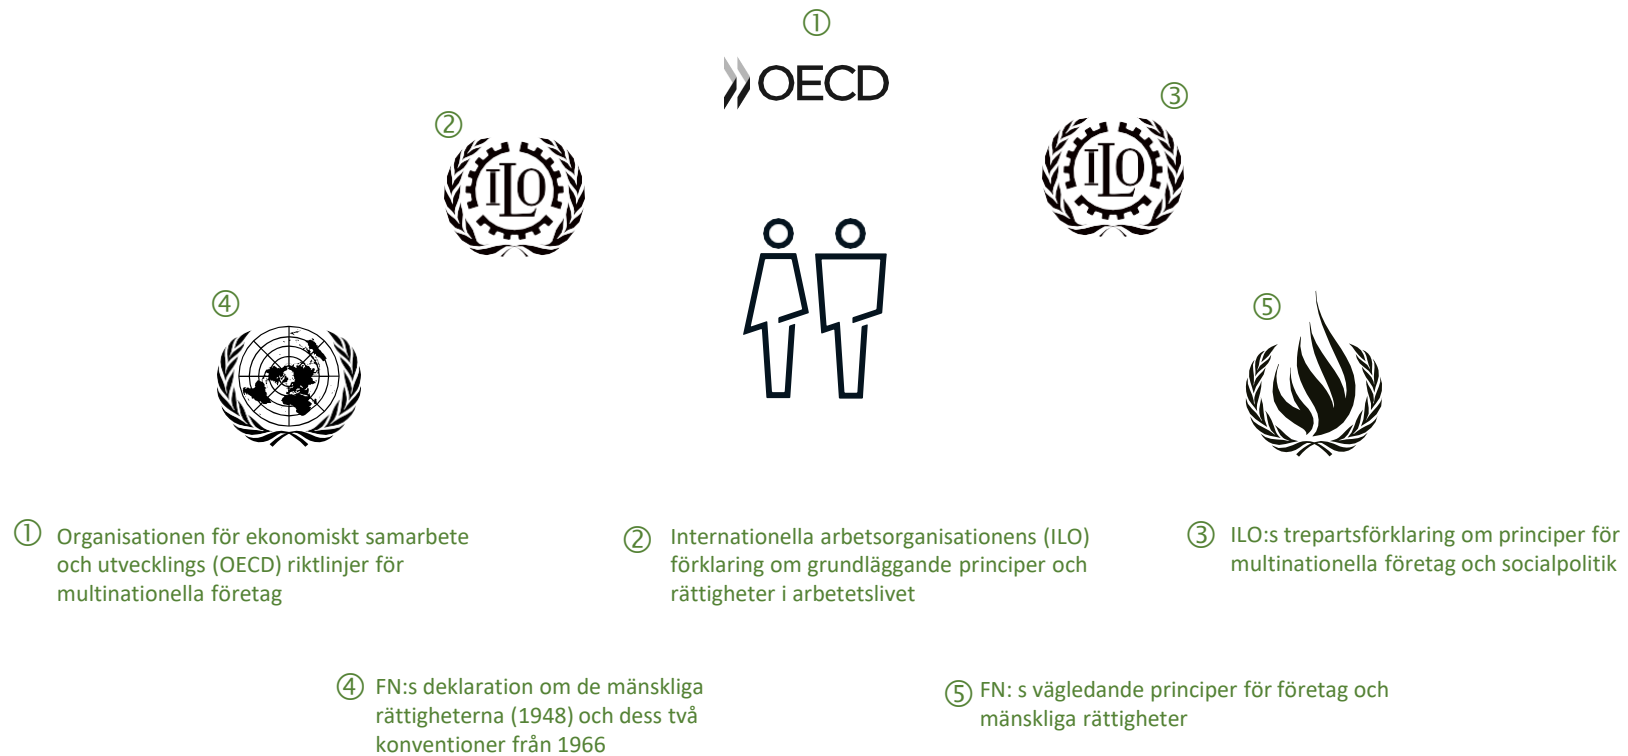 ①
OECD
②
ILO
③
ILO
④
⑤
① Organisationen för ekonomiskt samarbete
och utvecklings (OECD) riktlinjer för
multinationella företag
② Internationella arbetsorganisationens (ILO)
förklaring om grundläggande principer och
rättigheter i arbetetslivet
③ ILO:s trepartsförklaring om principer för
multinationella företag och socialpolitik
④ FN:s deklaration om de mänskliga
rättigheterna (1948) och dess två
konventioner från 1966
⑤ FN: s vägledande principer för företag och
mänskliga rättigheter